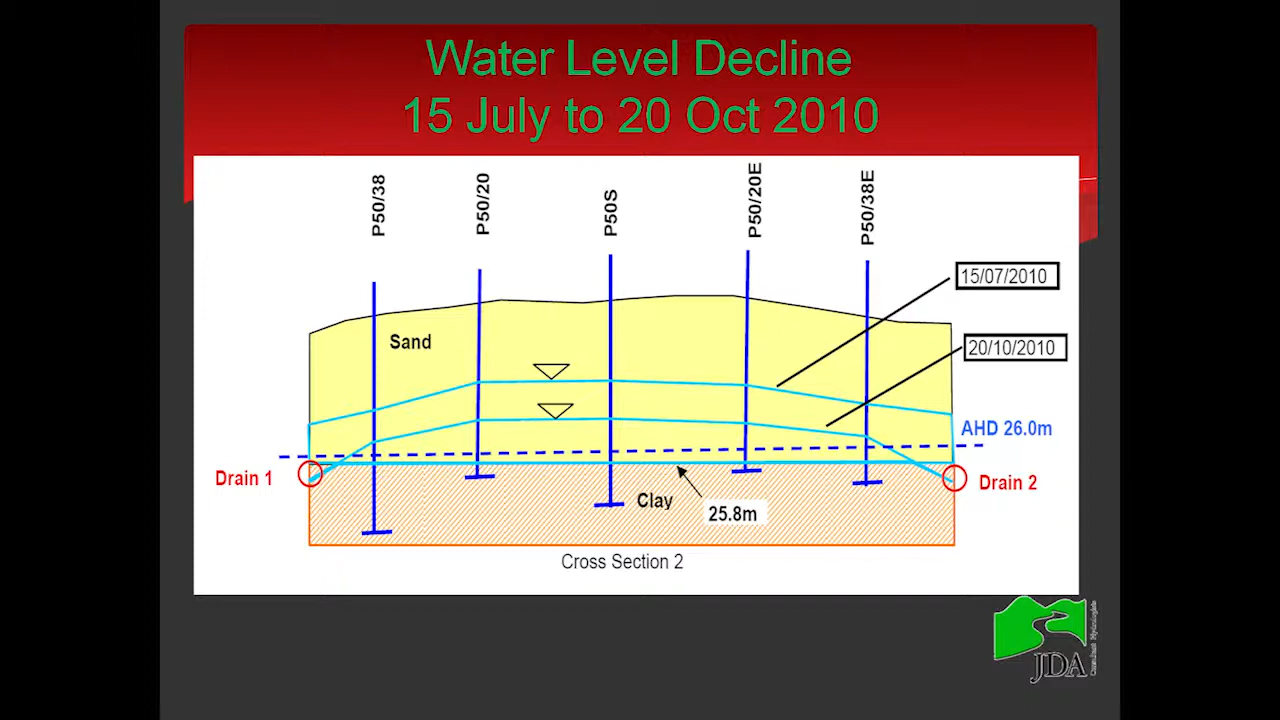 Water Level Decline
15 July to 20 Oct 2010
P50/38
P50/20
P50S
P50/20E
P50/38E
15/07/2010
Sand
20/10/2010
AHD 26.0m
Drain 1
Drain 2
Clay
25.8m
Cross Section 2
JDA
Consultant Hydrologists